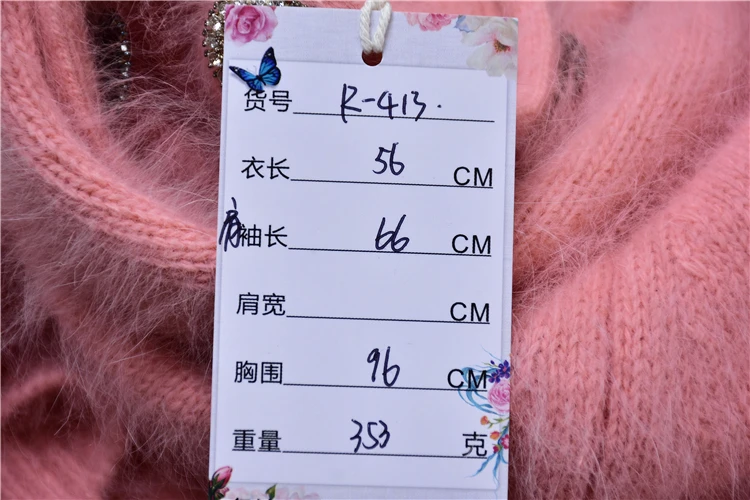 货号 R-413.
衣长 56 CM
肩袖长 66 CM
肩宽 CM
胸围 96 CM
重量 353 克